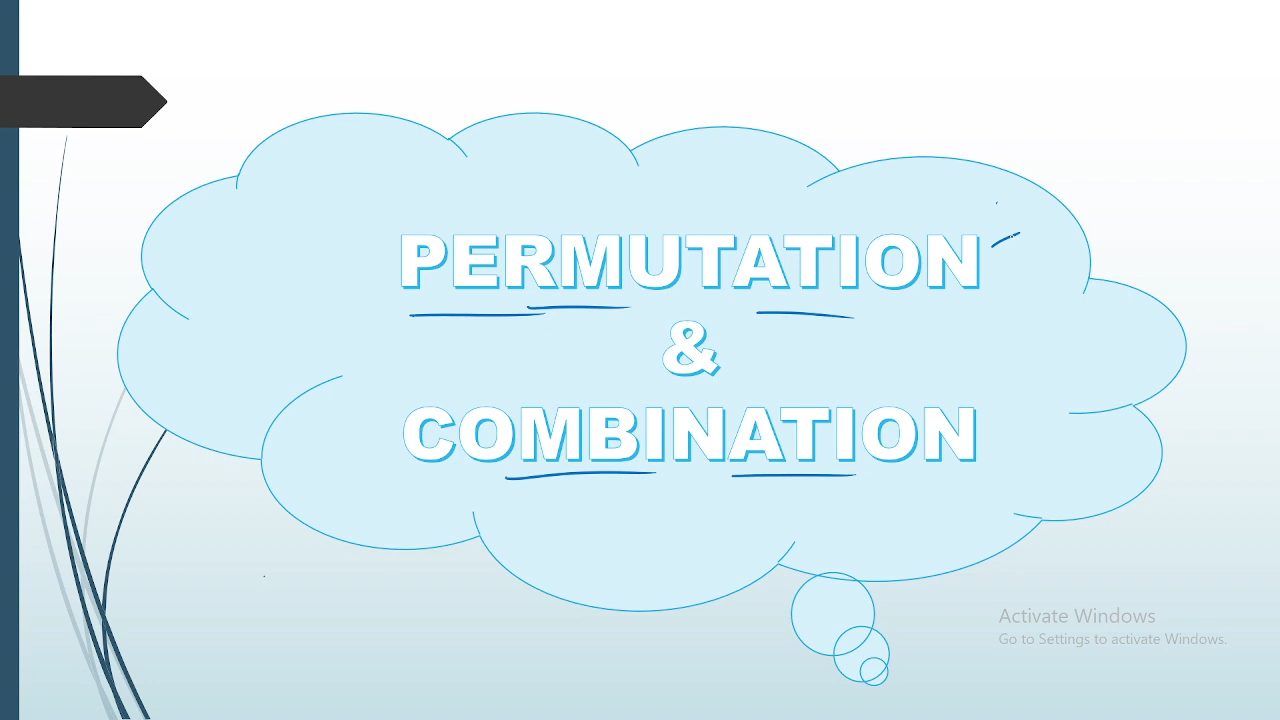 PERMUTATION
&
COMBINATION
Activate Windows
Go to Settings to activate Windows.